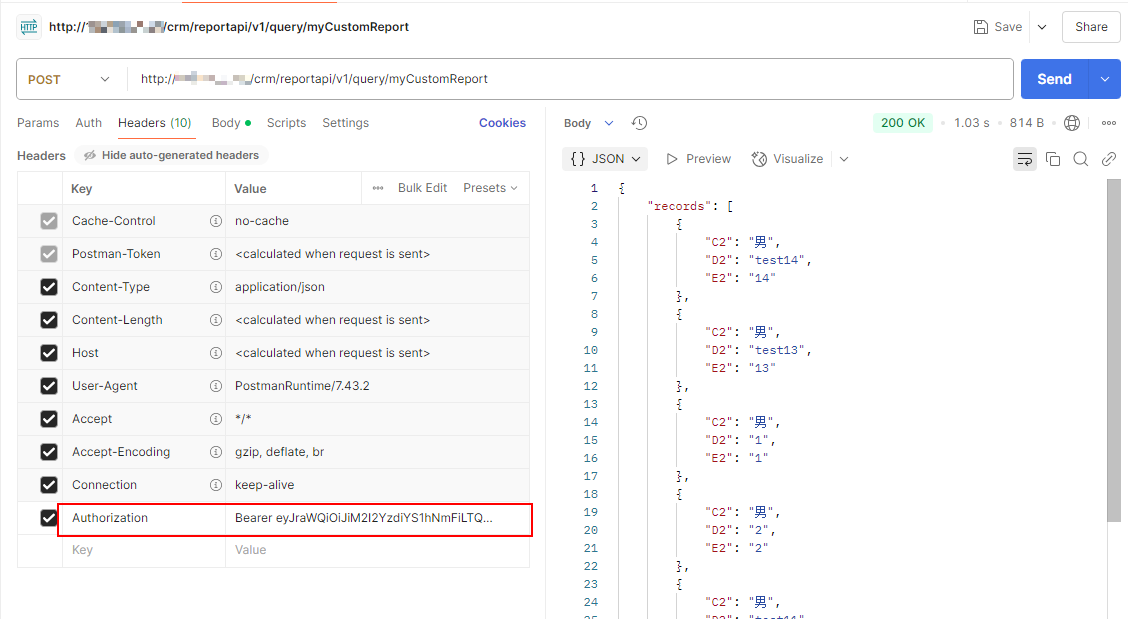 HTTP http:// /crm/reportapi/v1/query/myCustomReport Save Share
POST http:// /crm/reportapi/v1/query/myCustomReport Send
Params Auth Headers (10) Body Scripts Settings Cookies
Headers Hide auto-generated headers
Key Value Bulk Edit Presets
Cache-Control no-cache
Postman-Token <calculated when request is sent>
Content-Type application/json
Content-Length <calculated when request is sent>
Host <calculated when request is sent>
User-Agent PostmanRuntime/7.43.2
Accept */*
Accept-Encoding gzip, deflate, br
Connection keep-alive
Authorization Bearer eyJraWQiOiJiM2I2YzdiYS1hNmFiLTQ...
Key Value
Body 200 OK 1.03 s 814 B
{} JSON Preview Visualize
1 {
2 "records": [
3 {
4 "C2": "男",
5 "D2": "test14",
6 "E2": "14"
7 },
8 {
9 "C2": "男",
10 "D2": "test13",
11 "E2": "13"
12 },
13 {
14 "C2": "男",
15 "D2": "1",
16 "E2": "1"
17 },
18 {
19 "C2": "男",
20 "D2": "2",
21 "E2": "2"
22 },
23 {
24 "C2": "男",
25 "D2": "test11",